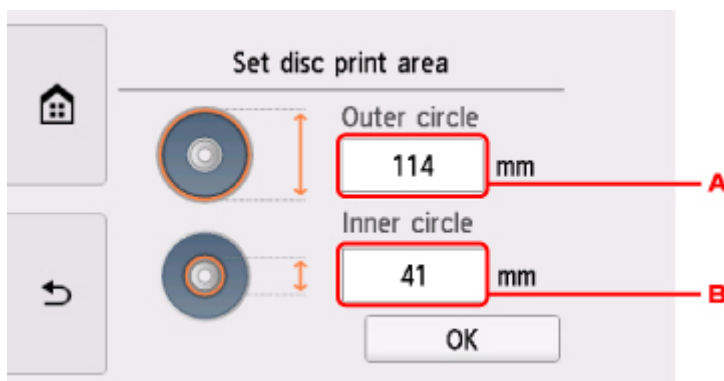 Set disc print area
Outer circle
114 mm
A
Inner circle
41 mm
B
OK